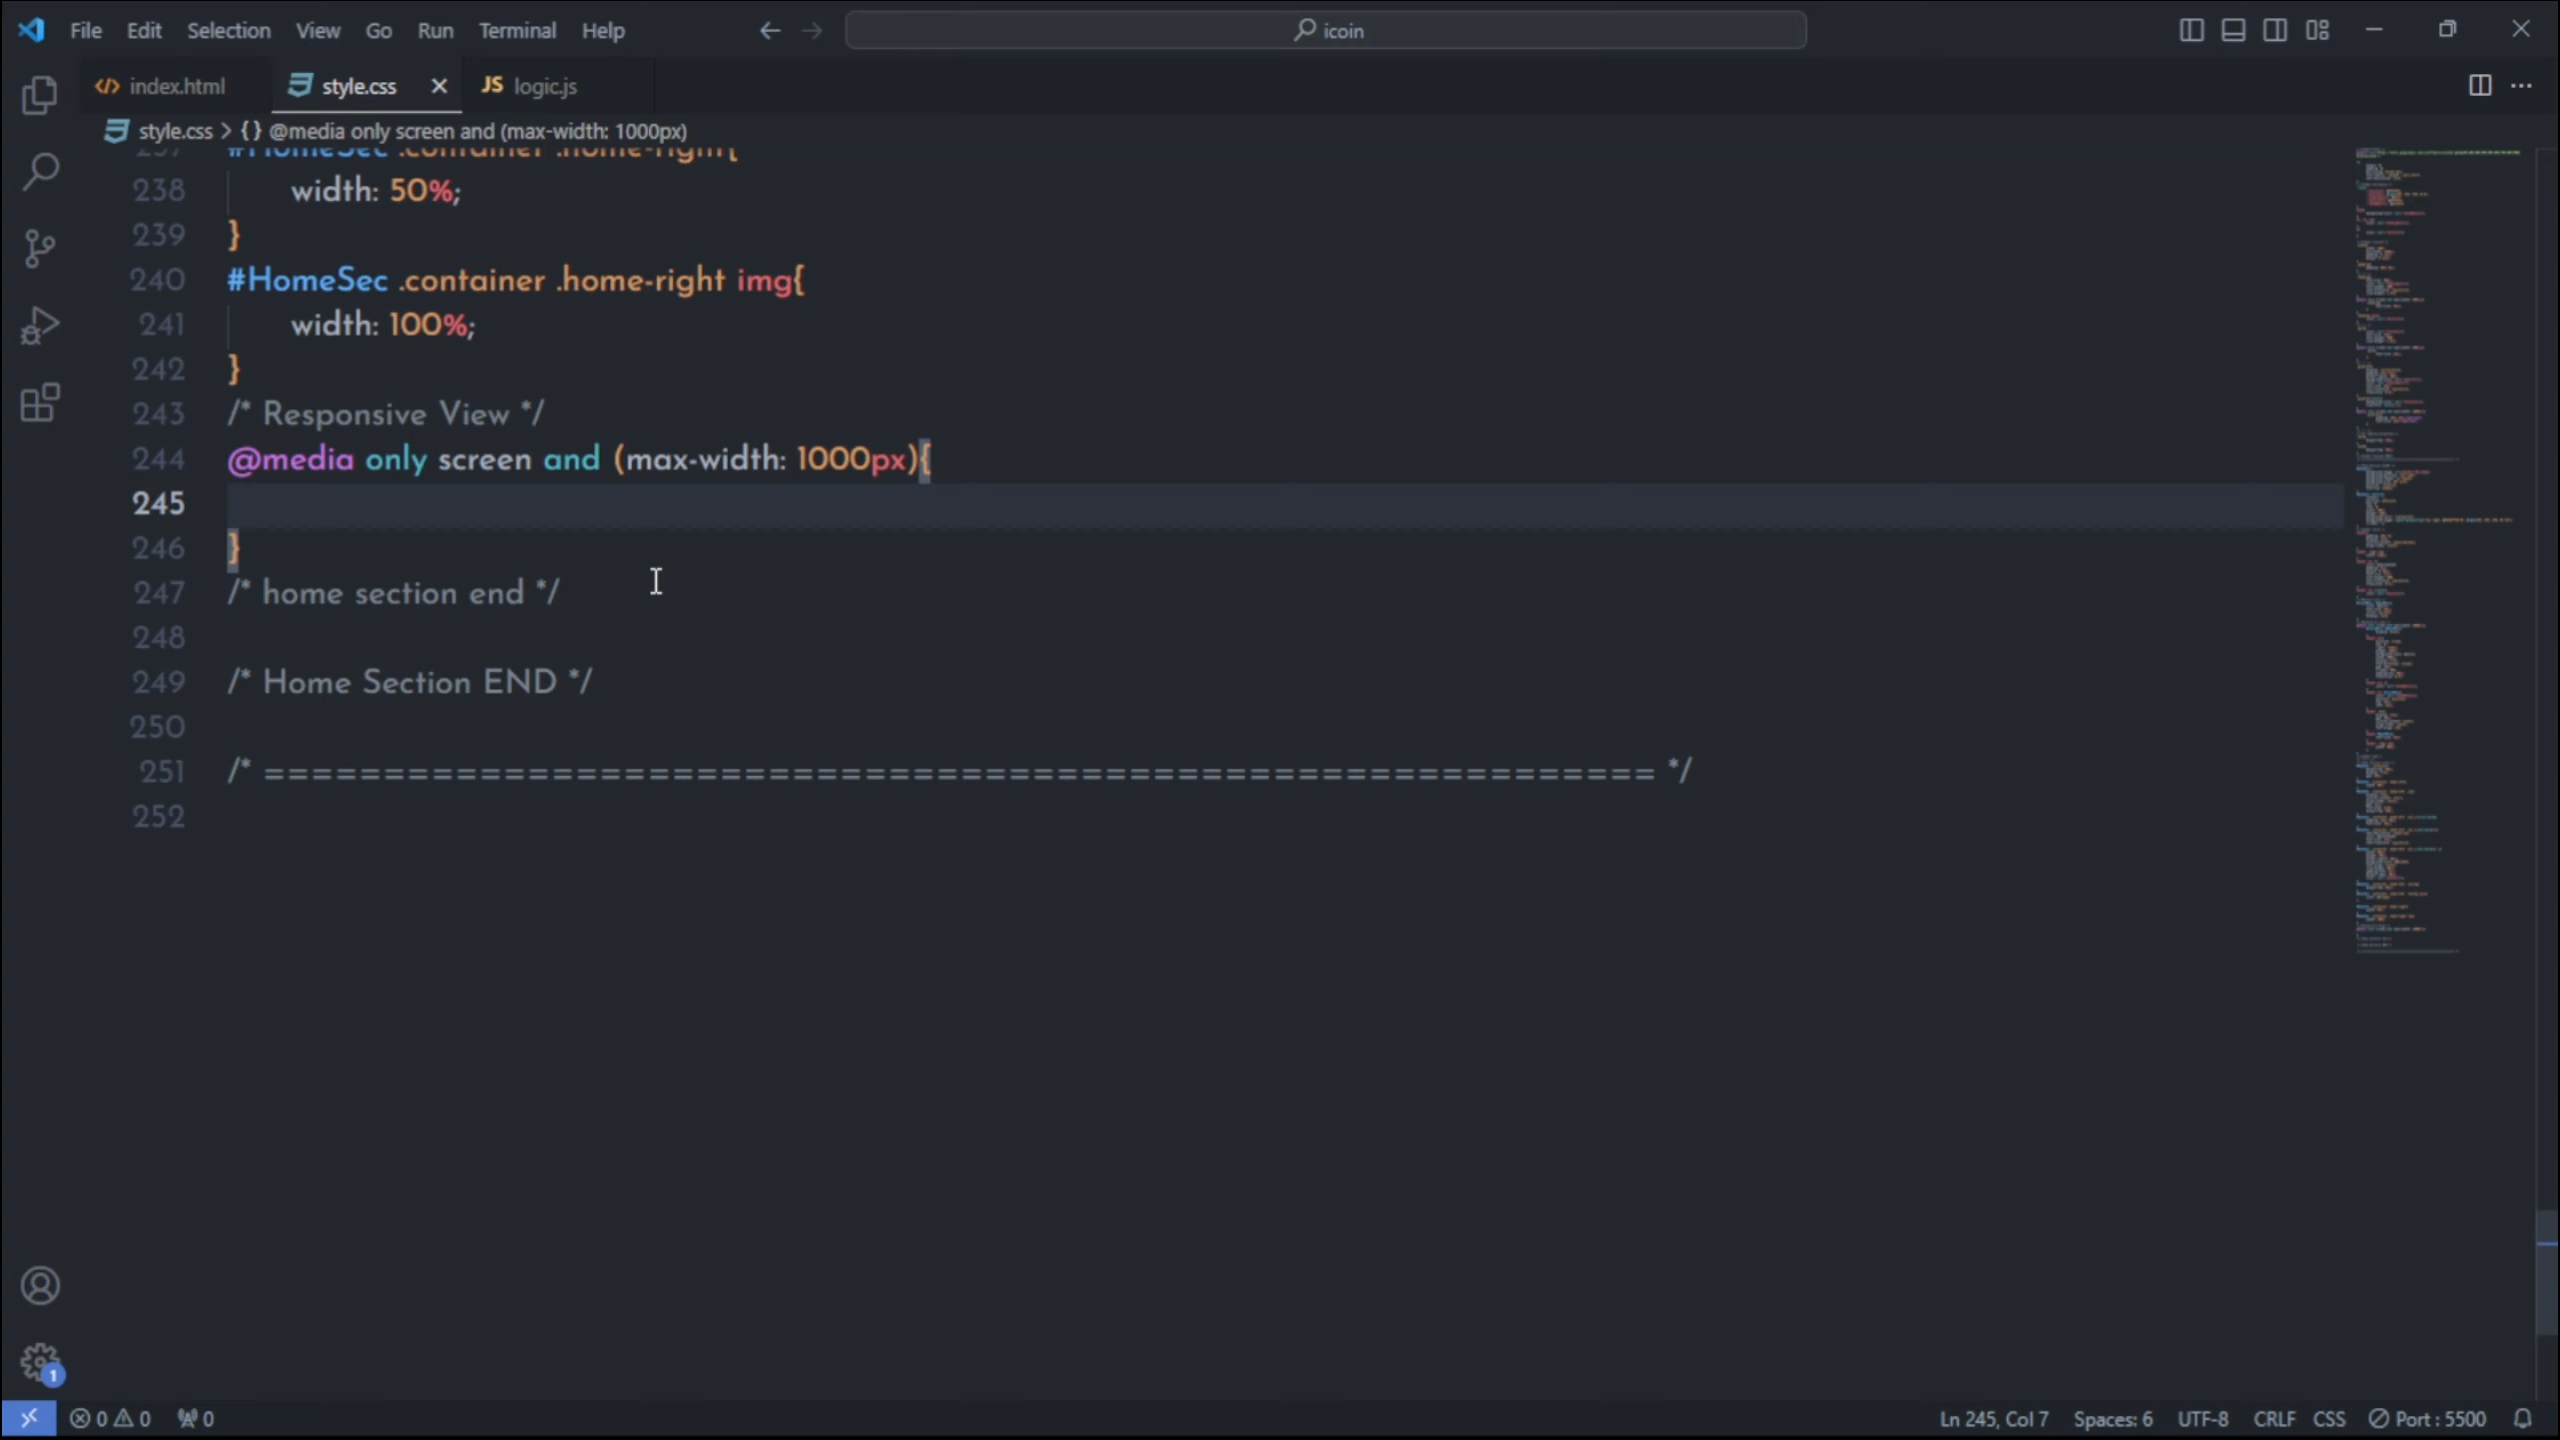 File Edit Selection View Go Run Terminal Help icoin
index.html style.css JS logic.js
style.css > {} @media only screen and (max-width: 1000px)
237 #HomeSec .container .home-right{
238 width: 50%;
239 }
240 #HomeSec .container .home-right img{
241 width: 100%;
242 }
243 /* Responsive View */
244 @media only screen and (max-width: 1000px){
245
246 }
247 /* home section end */
248
249 /* Home Section END */
250
251 /* ========================================================== */
252
1
0 0 0 Ln 245, Col 7 Spaces: 6 UTF-8 CRLF CSS Port : 5500